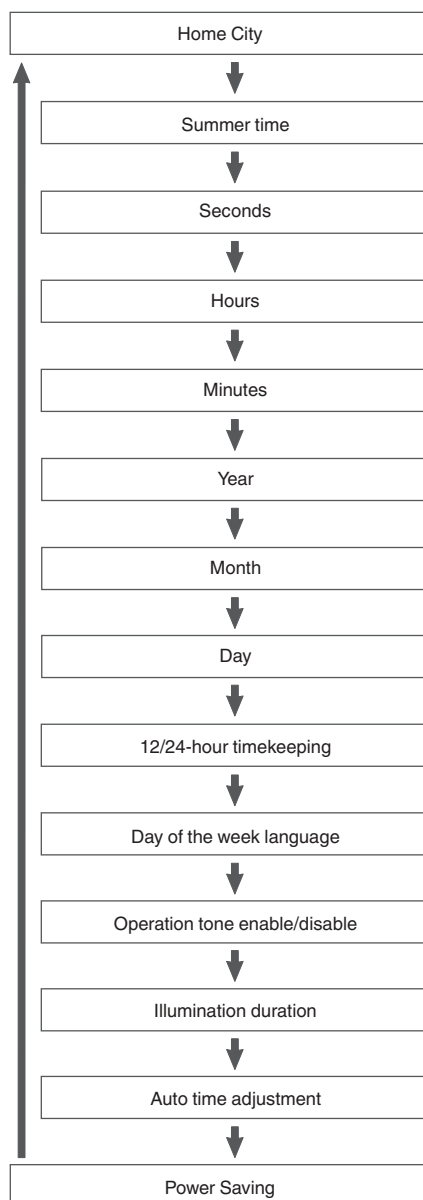 Home City
Summer time
Seconds
Hours
Minutes
Year
Month
Day
12/24-hour timekeeping
Day of the week language
Operation tone enable/disable
Illumination duration
Auto time adjustment
Power Saving